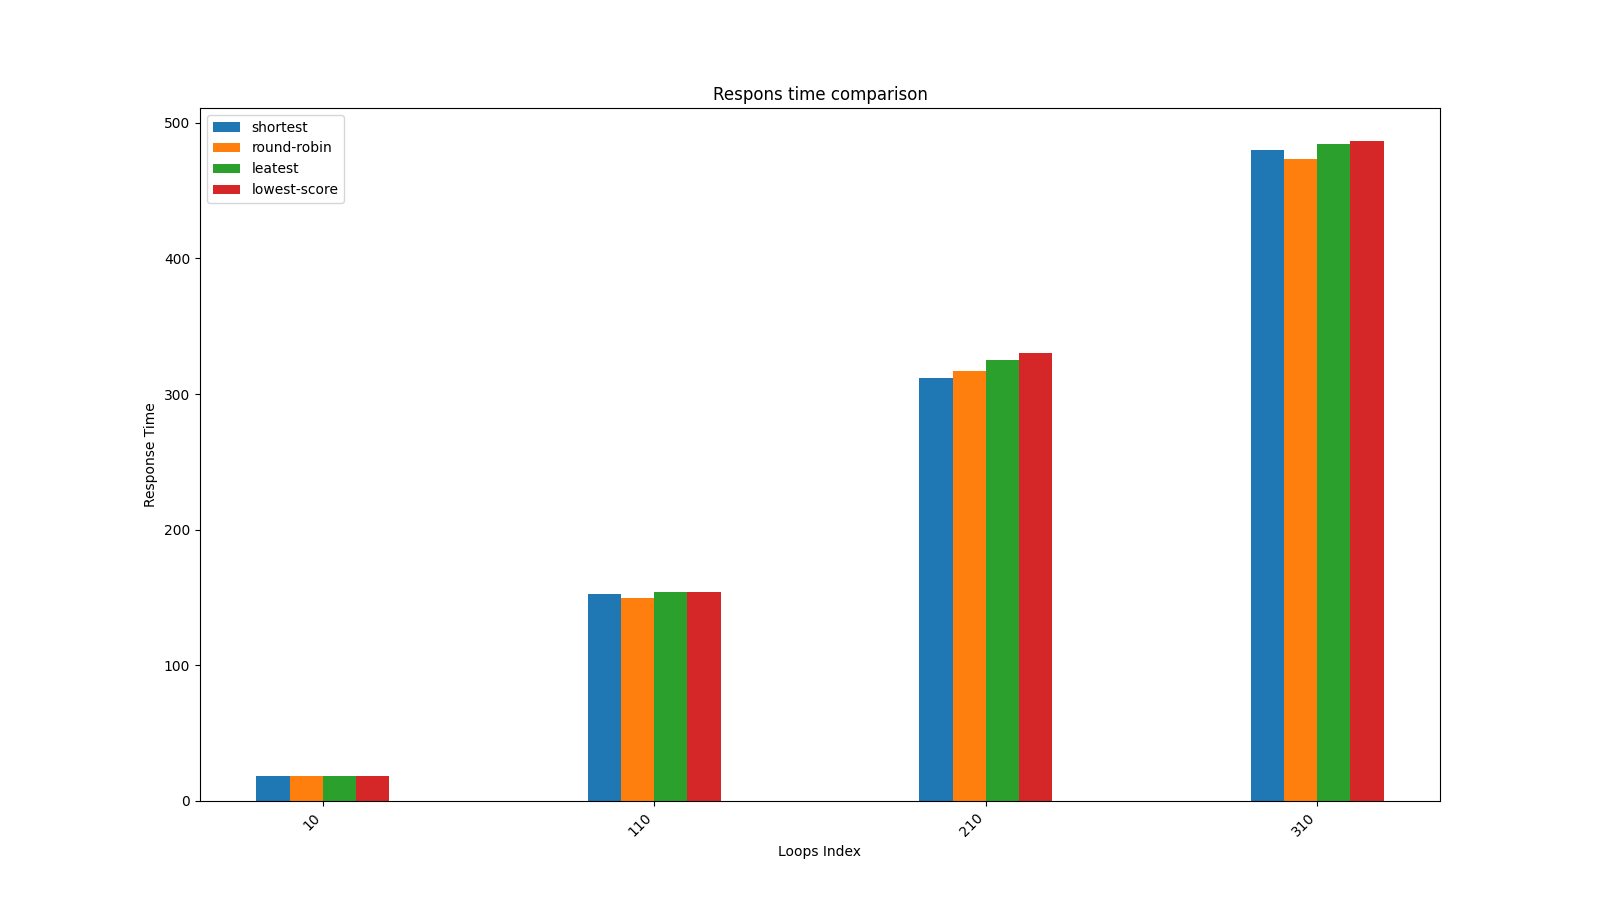 Respons time comparison
shortest
round-robin
leatest
lowest-score
500
400
300
200
100
0
Response Time
10
110
210
310
Loops Index